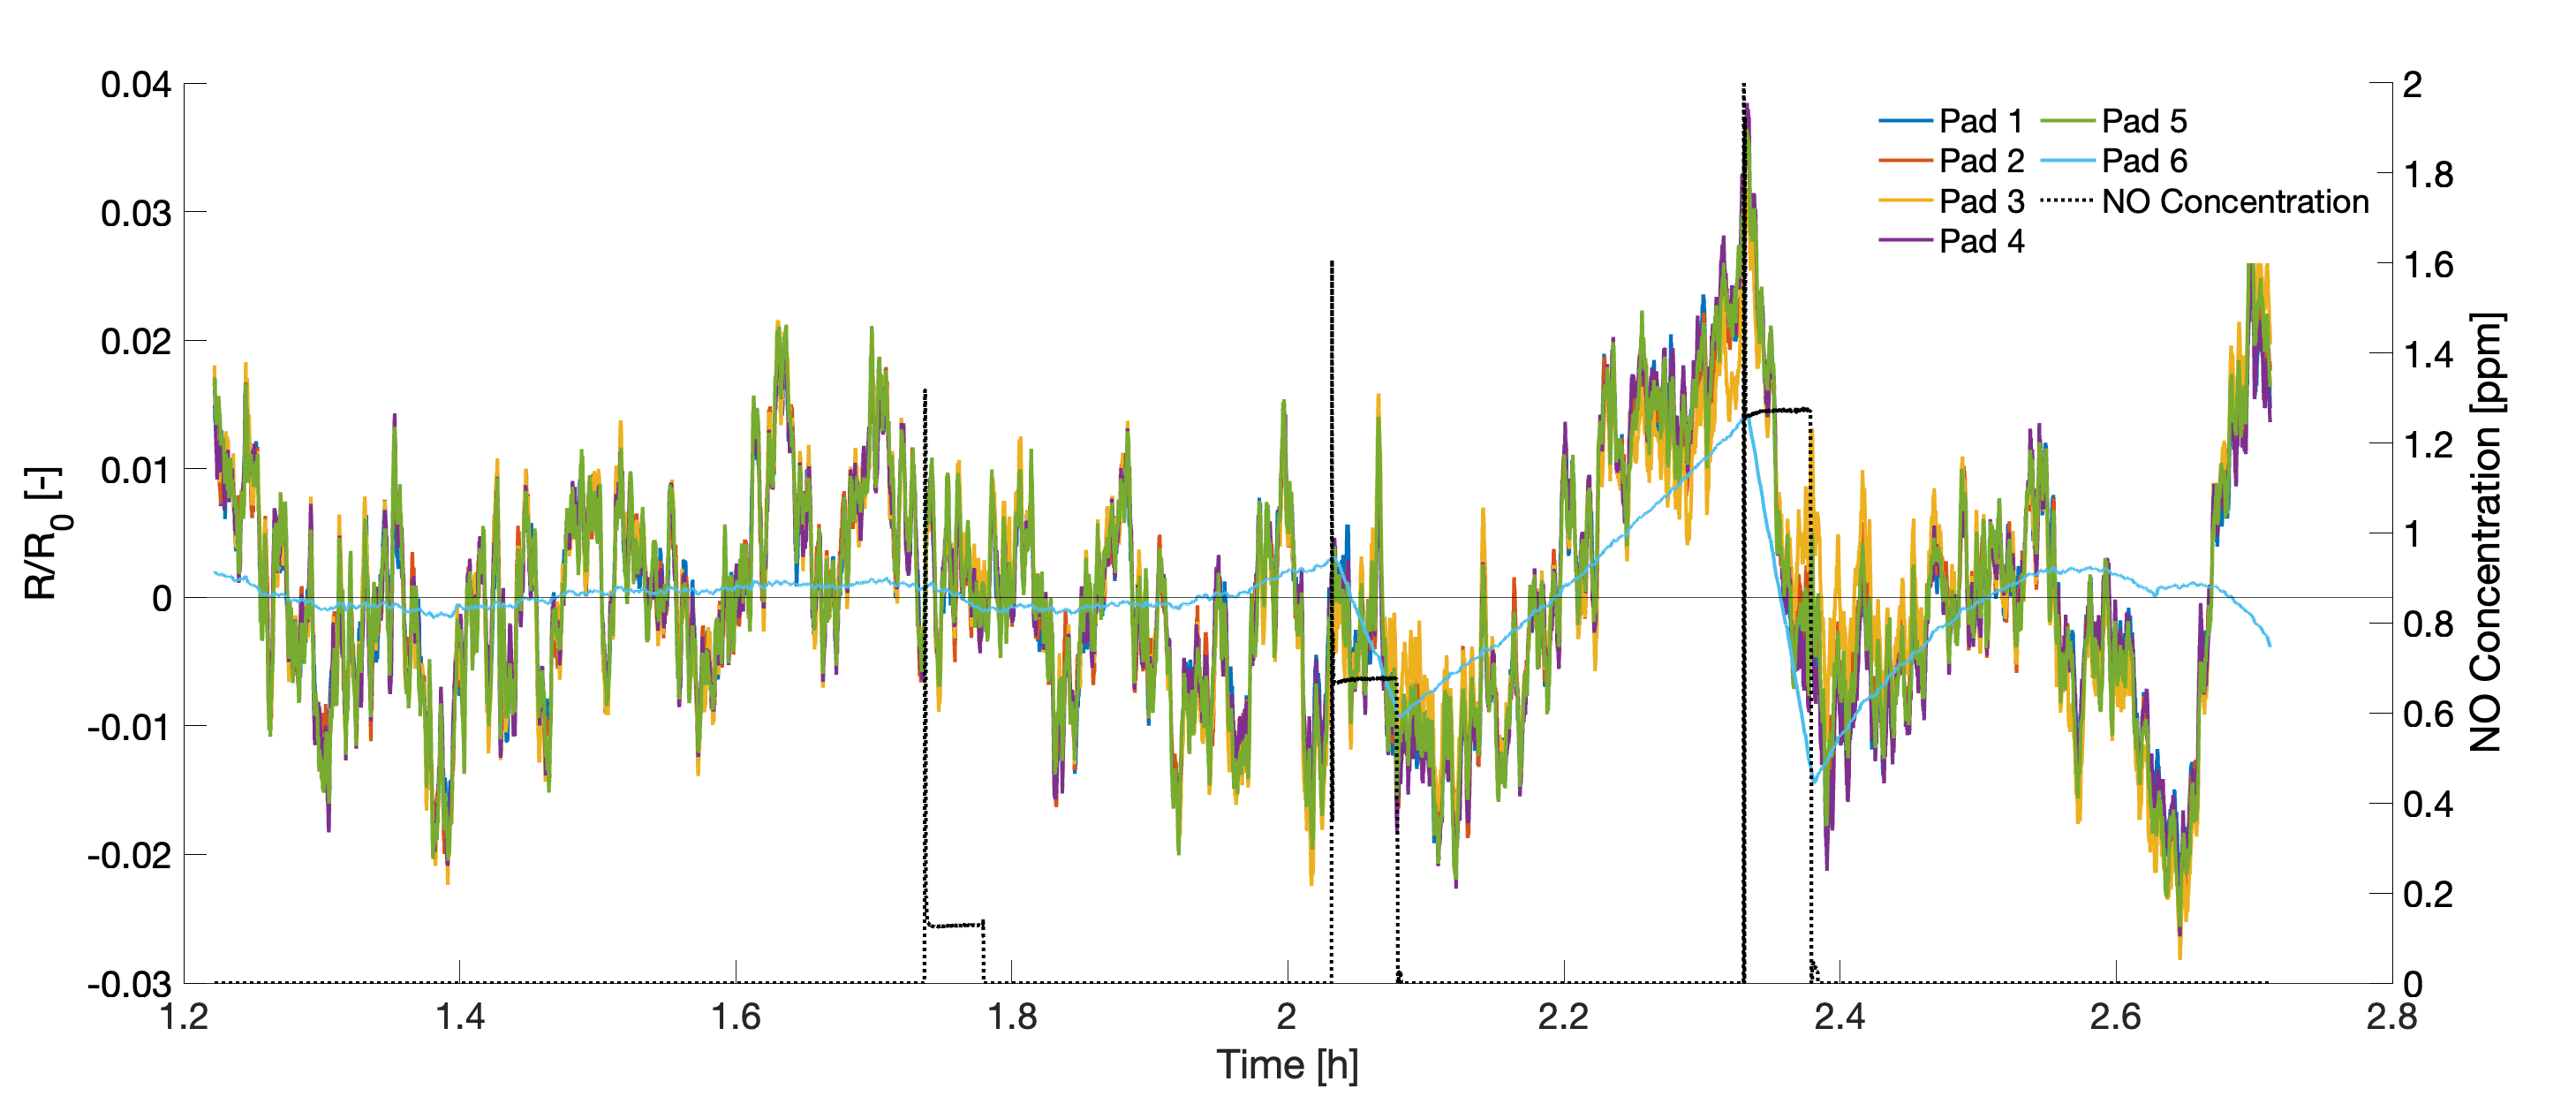 0.04
0.03
0.02
0.01
0
-0.01
-0.02
-0.03
R/R0 [-]
1.2
1.4
1.6
1.8
2
2.2
2.4
2.6
2.8
Time [h]
2
1.8
1.6
1.4
1.2
1
0.8
0.6
0.4
0.2
0
NO Concentration [ppm]
Pad 1
Pad 2
Pad 3
Pad 4
Pad 5
Pad 6
NO Concentration